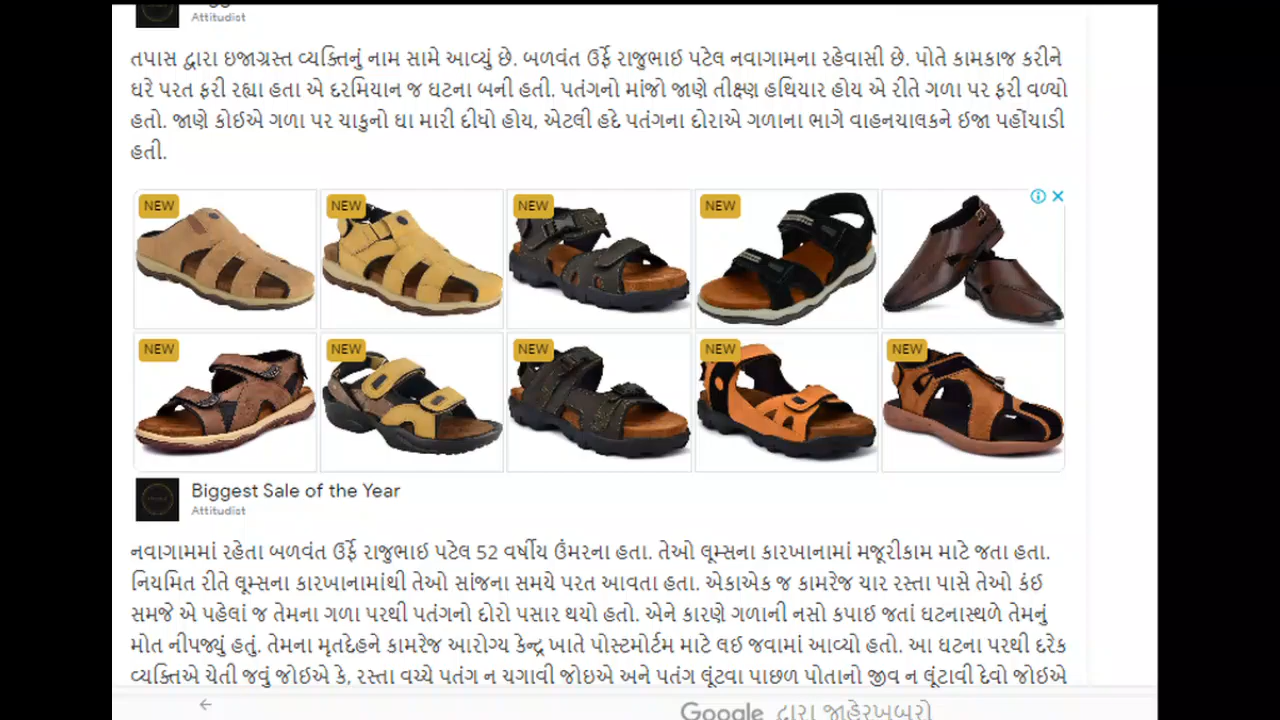 Attitudist
તપાસ દ્વારા ઇજાગ્રસ્ત વ્યક્તિનું નામ સામે આવ્યું છે. બળવંત ઉર્ફે રાજુભાઈ પટેલ નવાગામના રહેવાસી છે. પોતે કામકાજ કરીને
ઘરે પરત ફરી રહ્યા હતા એ દરમિયાન જ ઘટના બની હતી. પતંગનો માંજો જાણે તીક્ષ્ણ હથિયાર હોય એ રીતે ગળા પર ફરી વળ્યો
હતો. જાણે કોઈએ ગળા પર ચાકુનો ઘા મારી દીધો હોય, એટલી હદે પતંગના દોરાએ ગળાના ભાગે વાહનચાલકને ઈજા પહોંચાડી
હતી.
NEW NEW NEW NEW
NEW NEW NEW NEW NEW
Biggest Sale of the Year
Attitudist
નવાગામમાં રહેતા બળવંત ઉર્ફે રાજુભાઈ પટેલ 52 વર્ષીય ઉંમરના હતા. તેઓ લૂમ્સના કારખાનામાં મજૂરીકામ માટે જતા હતા.
નિયમિત રીતે લૂમ્સના કારખાનામાંથી તેઓ સાંજના સમયે પરત આવતા હતા. એકાએક જ કામરેજ ચાર રસ્તા પાસે તેઓ કંઈ
સમજે એ પહેલાં જ તેમના ગળા પરથી પતંગનો દોરો પસાર થયો હતો. એને કારણે ગળાની નસો કપાઈ જતાં ઘટનાસ્થળે તેમનું
મોત નીપજ્યું હતું. તેમના મૃતદેહને કામરેજ આરોગ્ય કેન્દ્ર ખાતે પોસ્ટમોર્ટમ માટે લઈ જવામાં આવ્યો હતો. આ ઘટના પરથી દરેક
વ્યક્તિએ ચેતી જવું જોઈએ કે, રસ્તા વચ્ચે પતંગ ન ચગાવી જોઇએ અને પતંગ લૂંટવા પાછળ પોતાનો જીવ ન લૂંટાવી દેવો જોઈએ
Google દ્વારા જાહેરખબરો